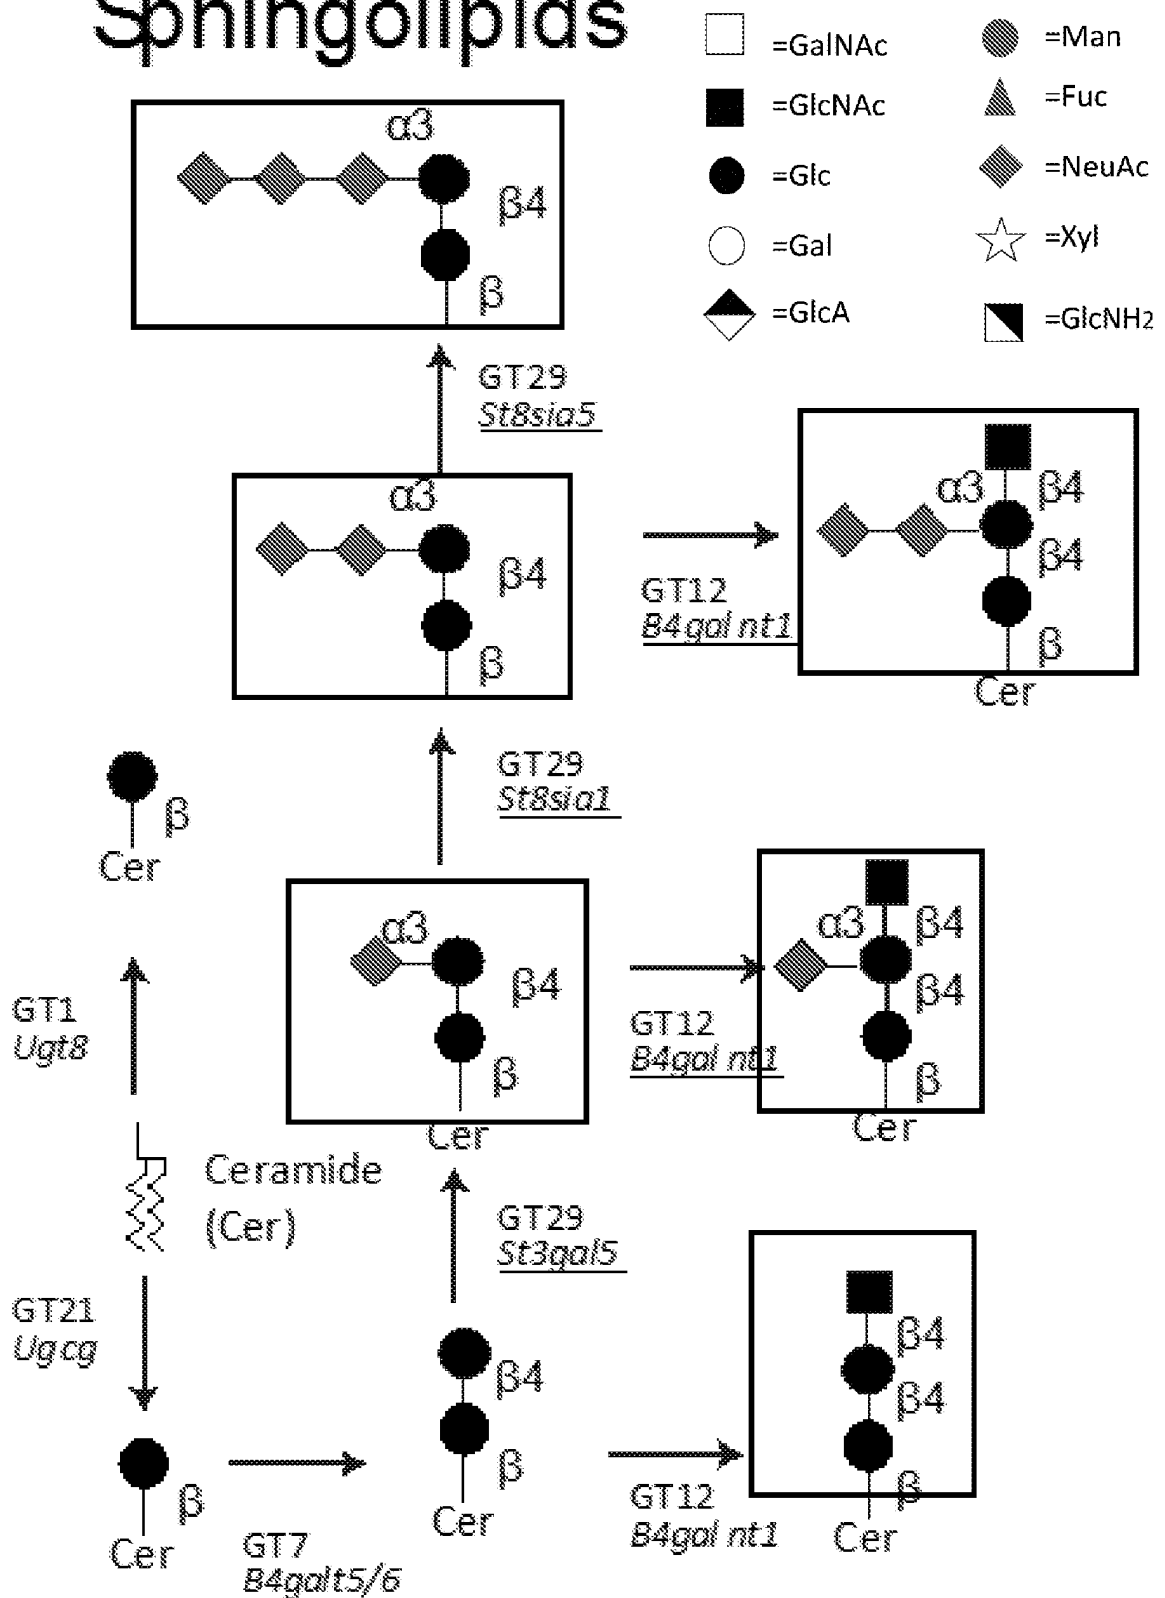 Sphingolipids
=GalNAc
=Man
=GlcNAc
=Fuc
=Glc
=NeuAc
=Gal
=Xyl
=GlcA
=GlcNH2
α3
β4
β
GT29
St8sia5
α3
β4
β
GT12
B4galnt1
α3
β4
β4
β
Cer
GT29
St8sia1
β
Cer
α3
β4
β
Cer
GT12
B4galnt1
α3
β4
β4
β
Cer
GT1
Ugt8
Ceramide
(Cer)
GT29
St3gal5
GT21
Ugcg
β4
β
Cer
β
Cer
GT7
B4galt5/6
GT12
B4galnt1
β4
β4
β
Cer